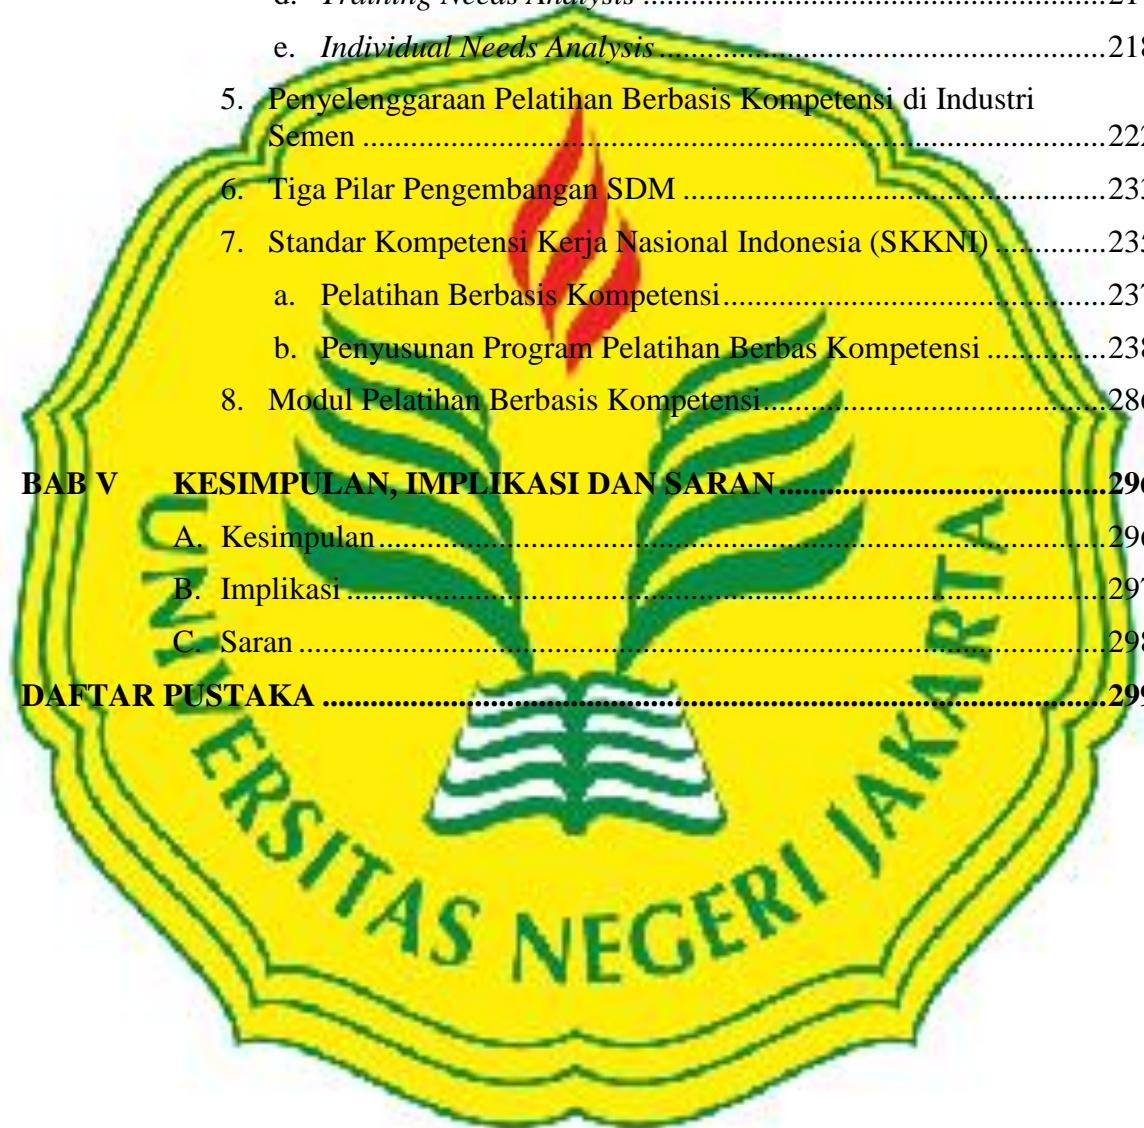 d. Training Needs Analysis
e. Individual Needs Analysis ........ 218
5. Penyelenggaraan Pelatihan Berbasis Kompetensi di Industri
Semen ........ 222
6. Tiga Pilar Pengembangan SDM ........ 233
7. Standar Kompetensi Kerja Nasional Indonesia (SKKNI) ........ 235
a. Pelatihan Berbasis Kompetensi ........ 237
b. Penyusunan Program Pelatihan Berbas Kompetensi ........ 238
8. Modul Pelatihan Berbasis Kompetensi ........ 286
BAB V KESIMPULAN, IMPLIKASI DAN SARAN ........ 296
A. Kesimpulan ........ 296
B. Implikasi ........ 297
C. Saran ........ 298
DAFTAR PUSTAKA ........ 299
UNIVERSITAS NEGERI JAKARTA